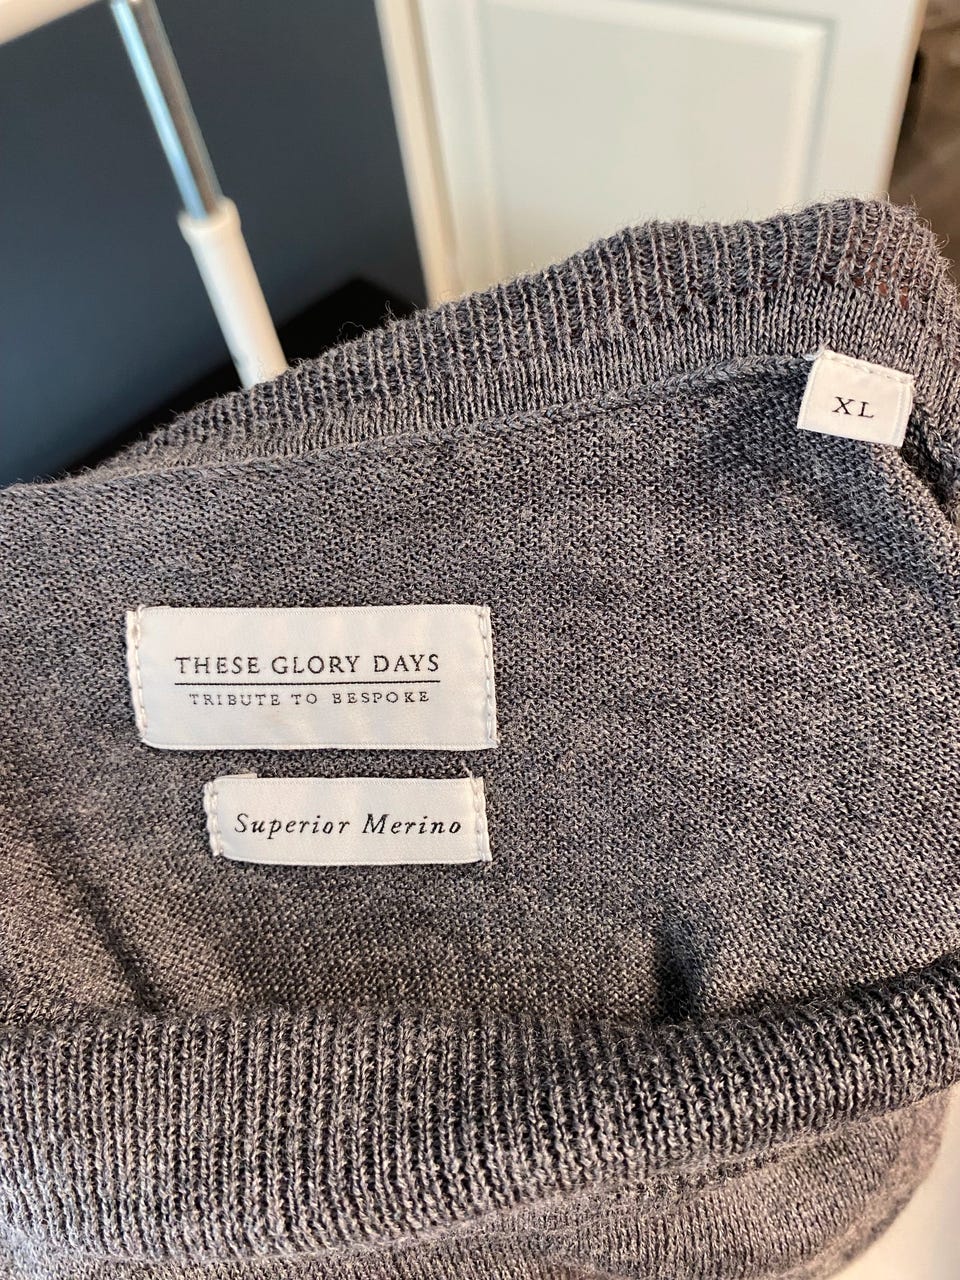 XL
THESE GLORY DAYS
TRIBUTE TO BESPOKE
Superior Merino